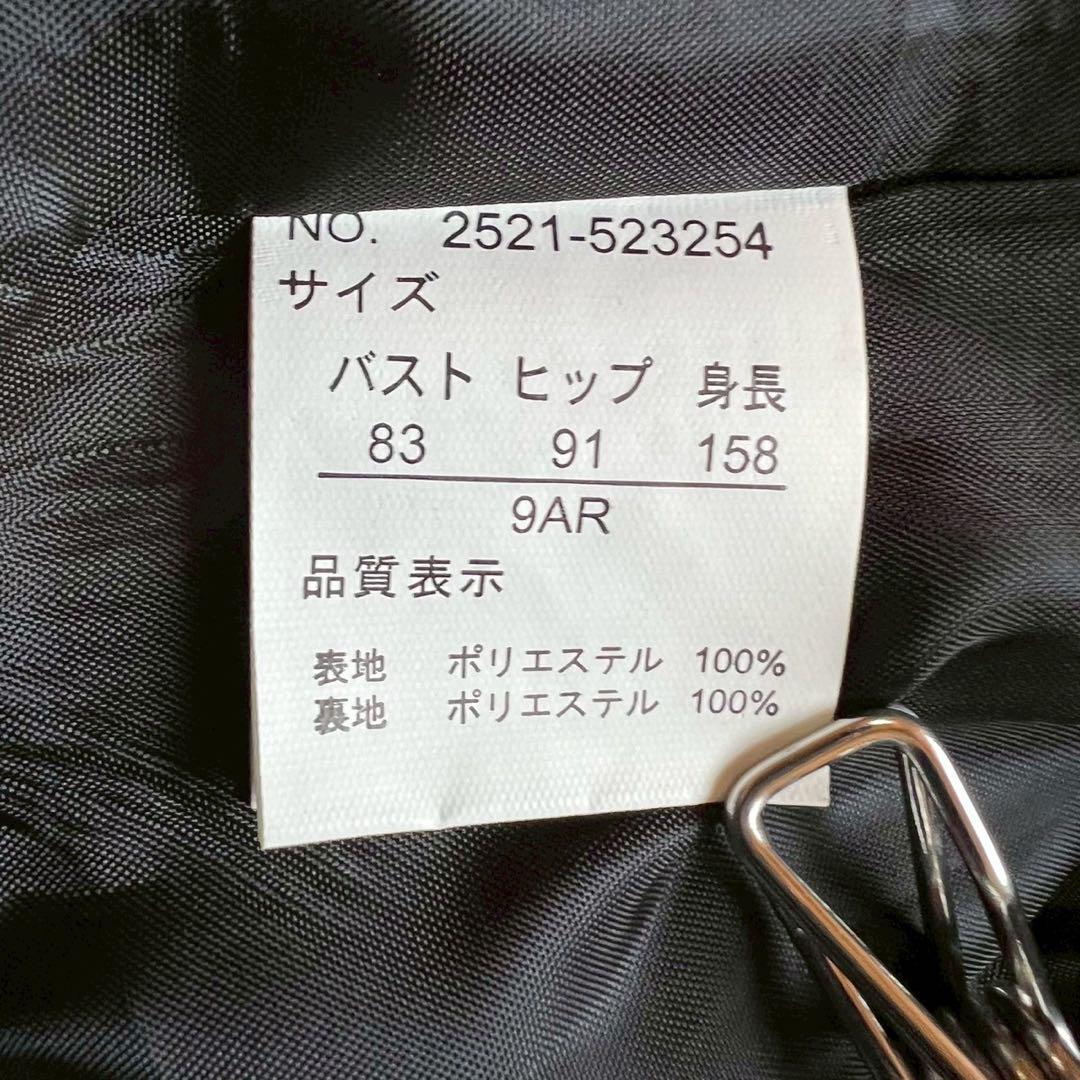 NO. 2521-523254
サイズ
バスト ヒップ 身長
83 91 158
9AR
品質表示
表地 ポリエステル 100%
裏地 ポリエステル 100%